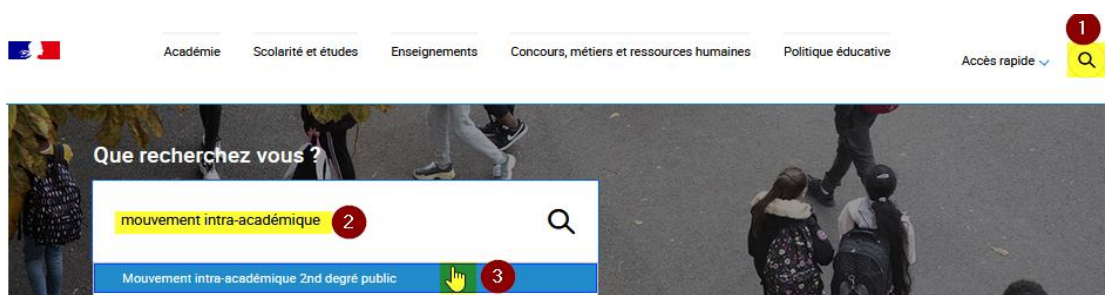 1
Académie Scolarité et études Enseignements Concours, métiers et ressources humaines Politique éducative Accès rapide
Que recherchez vous ?
mouvement intra-académique 2
Mouvement intra-académique 2nd degré public 3